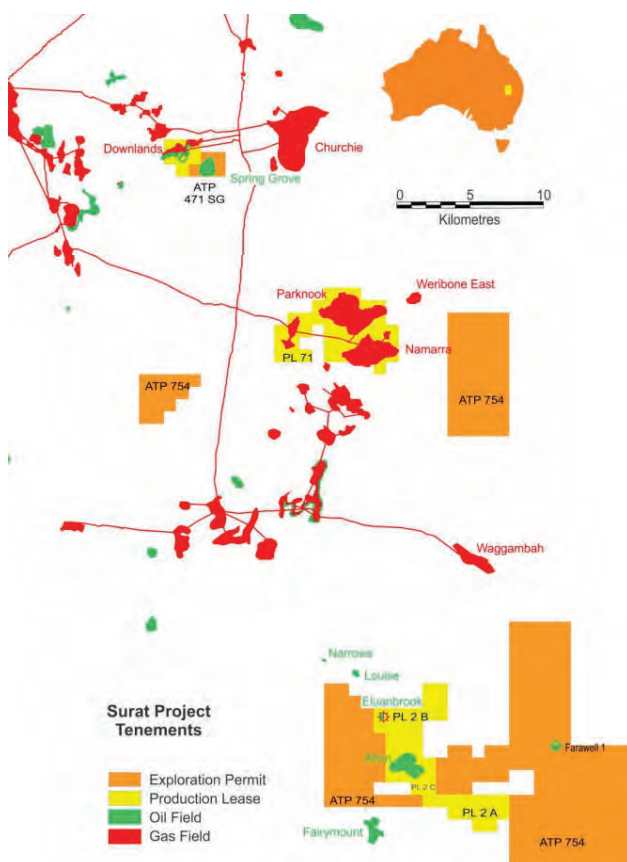 Downlands
Churchie
Spring Grove
ATP
471 SG
0 5 10
Kilometres
Parknook
Weribone East
PL 71
Namarra
ATP 754
ATP 754
Waggambah
Narrows
Louise
Eluanbrook
PL 2 B
Farawell 1
Alton
PL 2 C
ATP 754
PL 2 A
Fairymount
ATP 754
Surat Project
Tenements
Exploration Permit
Production Lease
Oil Field
Gas Field